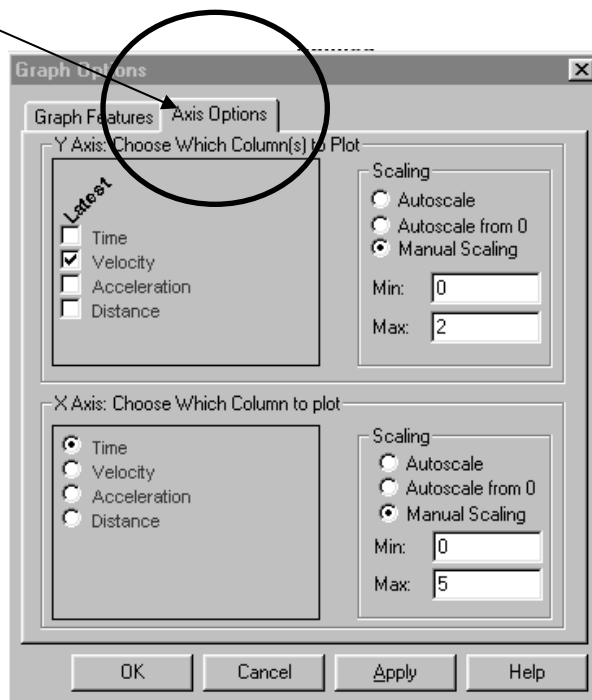 Graph Options
Graph Features
Axis Options
Y Axis: Choose Which Column(s) to Plot
Latest
Time
Velocity
Acceleration
Distance
Scaling
Autoscale
Autoscale from 0
Manual Scaling
Min: 0
Max: 2
X Axis: Choose Which Column to plot
Time
Velocity
Acceleration
Distance
Scaling
Autoscale
Autoscale from 0
Manual Scaling
Min: 0
Max: 5
OK
Cancel
Apply
Help